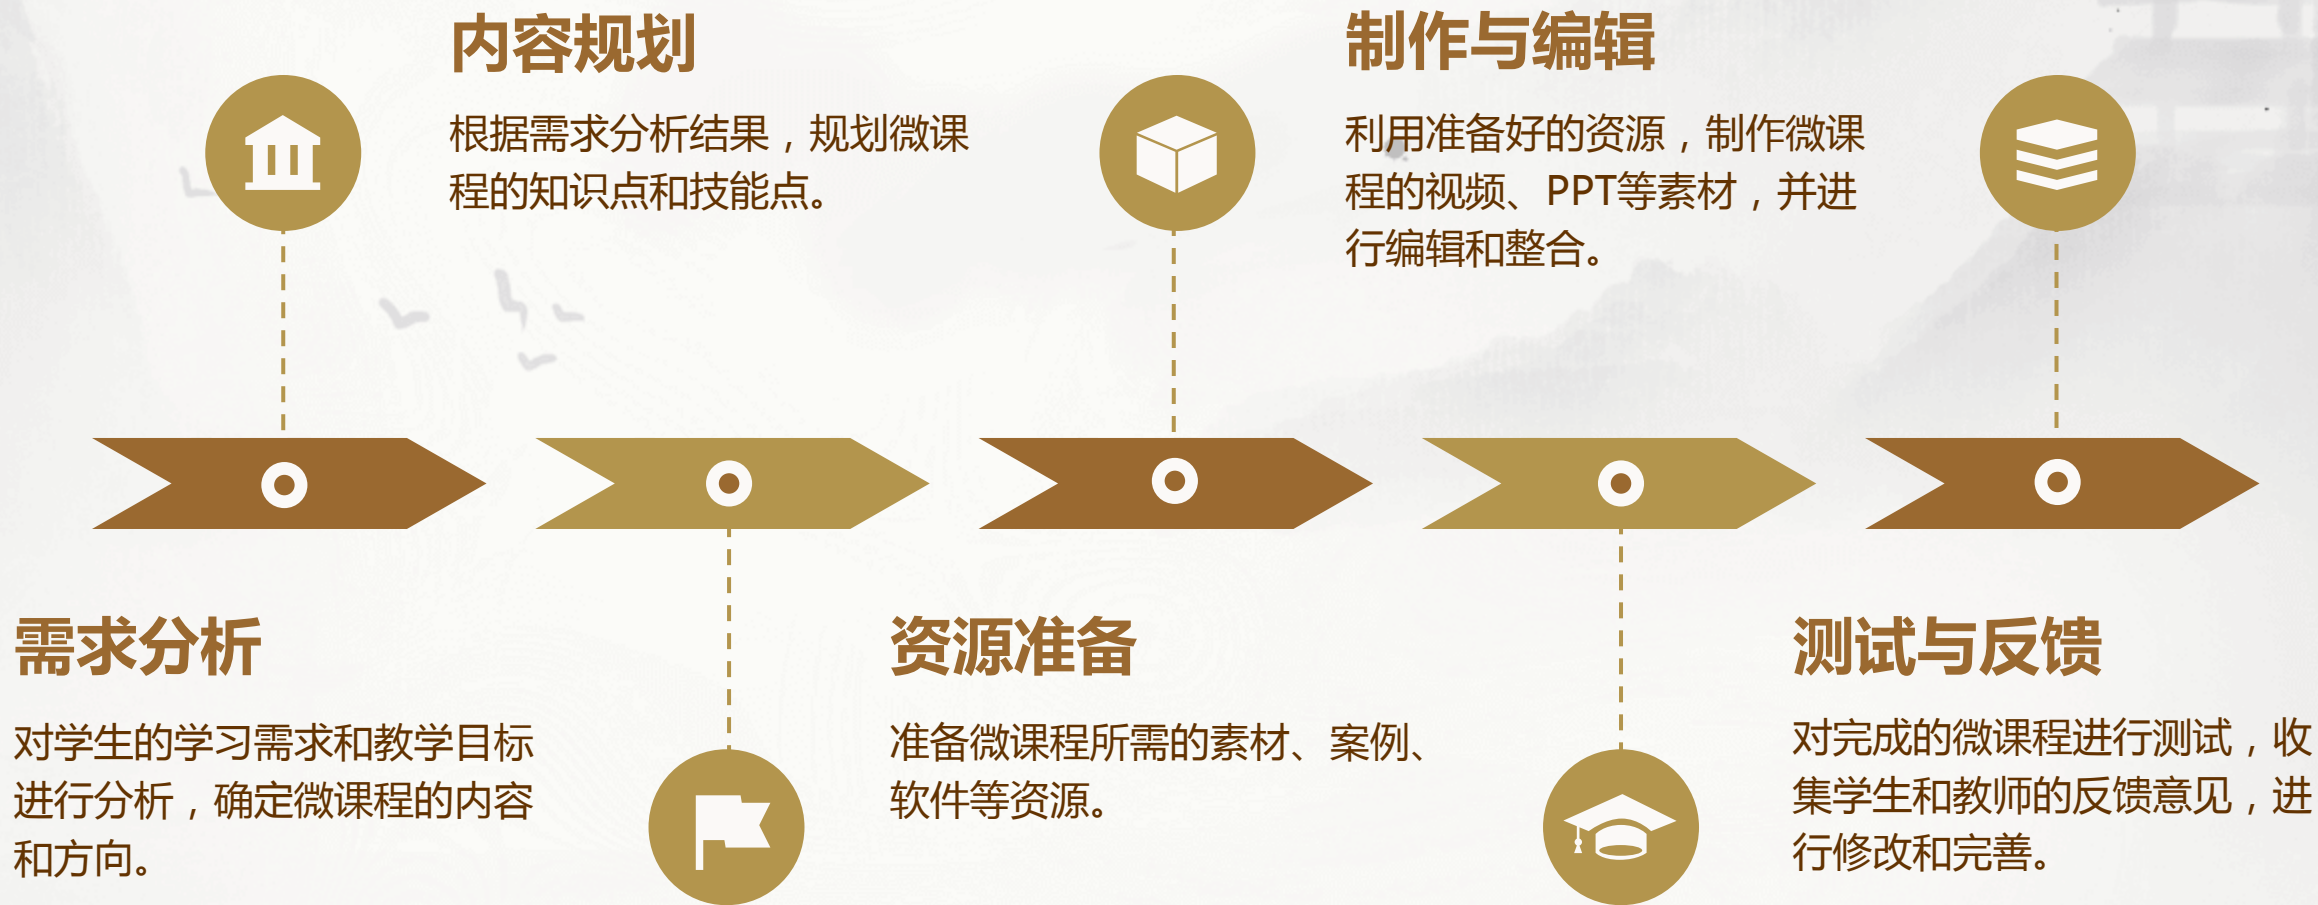 内容规划
根据需求分析结果，规划微课
程的知识点和技能点。
制作与编辑
利用准备好的资源，制作微课
程的视频、PPT等素材，并进
行编辑和整合。
需求分析
对学生的学习需求和教学目标
进行分析，确定微课程的内容
和方向。
资源准备
准备微课程所需的素材、案例、
软件等资源。
测试与反馈
对完成的微课程进行测试，收
集学生和教师的反馈意见，进
行修改和完善。